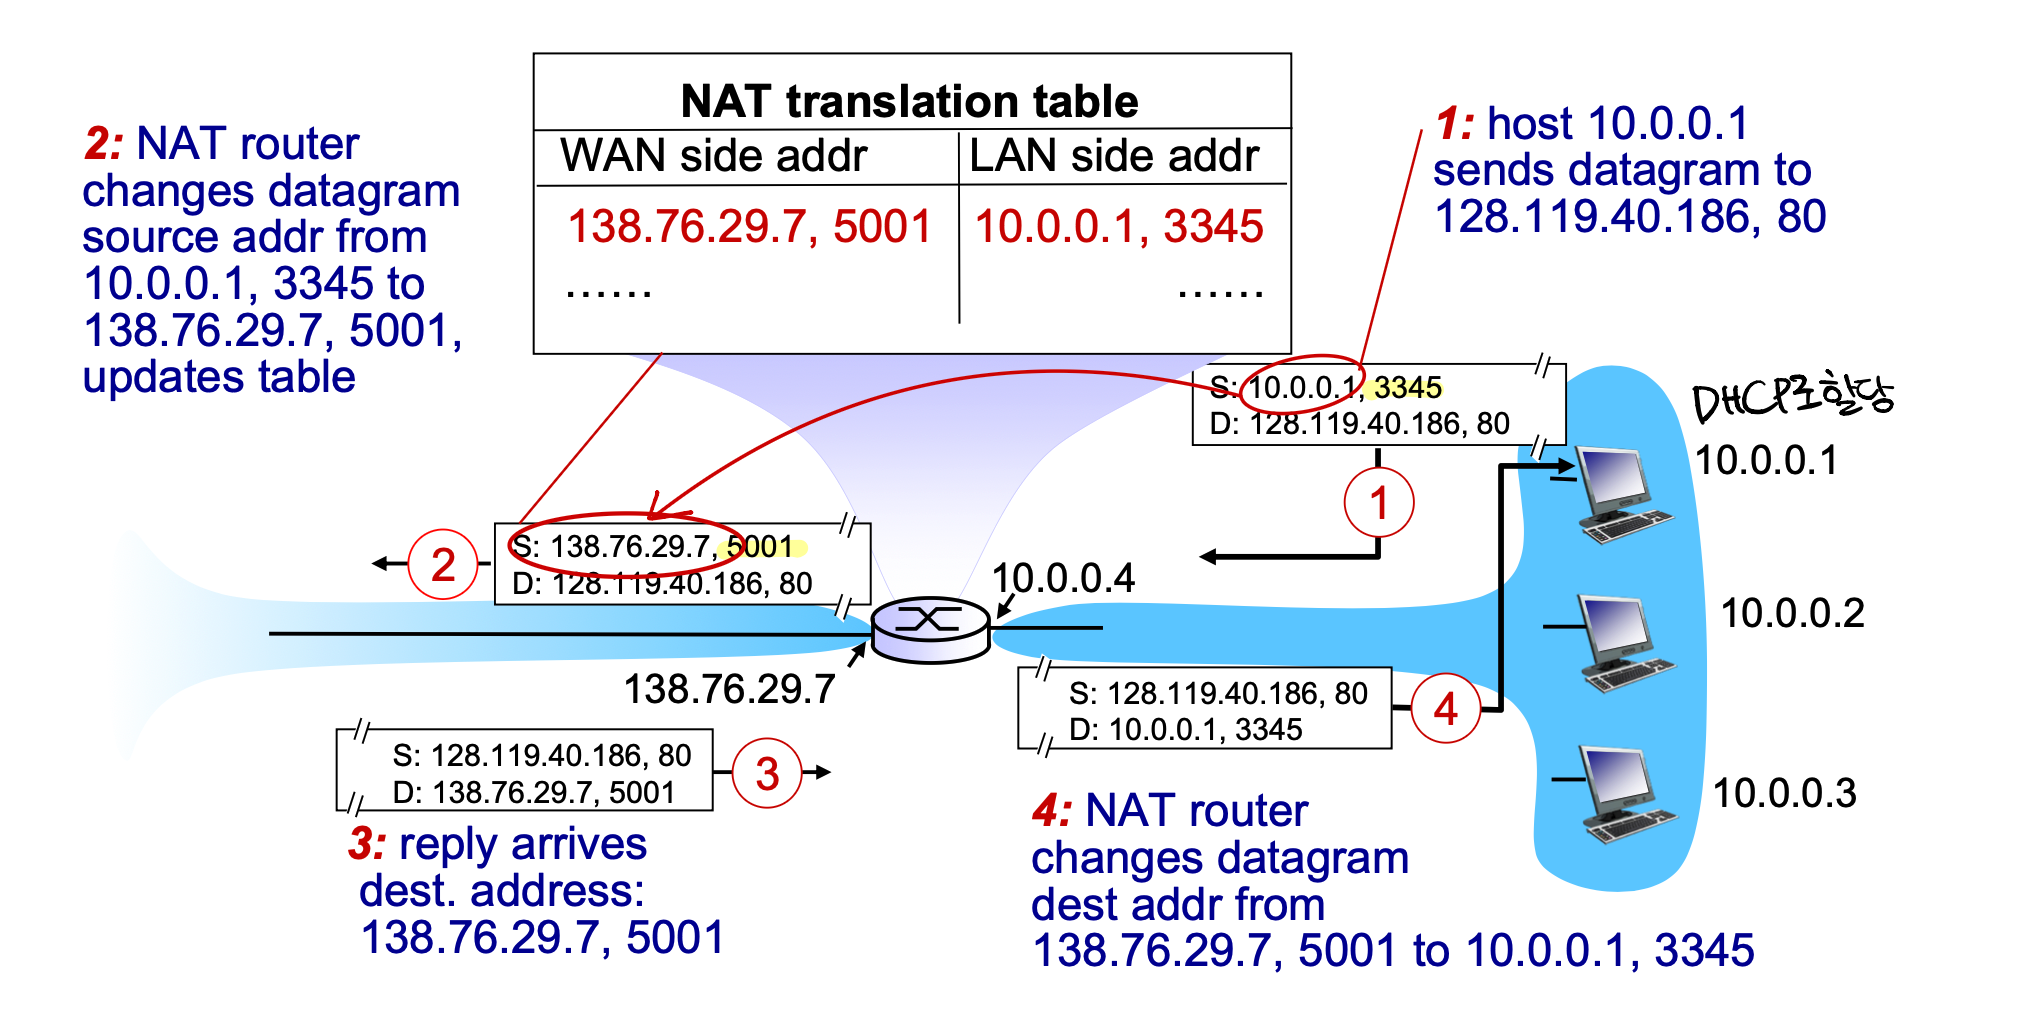 NAT translation table
WAN side addr LAN side addr
138.76.29.7, 5001 10.0.0.1, 3345
...... ......
2: NAT router
changes datagram
source addr from
10.0.0.1, 3345 to
138.76.29.7, 5001,
updates table
1: host 10.0.0.1
sends datagram to
128.119.40.186, 80
S: 10.0.0.1, 3345
D: 128.119.40.186, 80
1
DHCP로할당
10.0.0.1
2
S: 138.76.29.7, 5001
D: 128.119.40.186, 80
10.0.0.4
10.0.0.2
138.76.29.7
S: 128.119.40.186, 80
D: 10.0.0.1, 3345
4
S: 128.119.40.186, 80
D: 138.76.29.7, 5001
3
10.0.0.3
3: reply arrives
dest. address:
138.76.29.7, 5001
4: NAT router
changes datagram
dest addr from
138.76.29.7, 5001 to 10.0.0.1, 3345